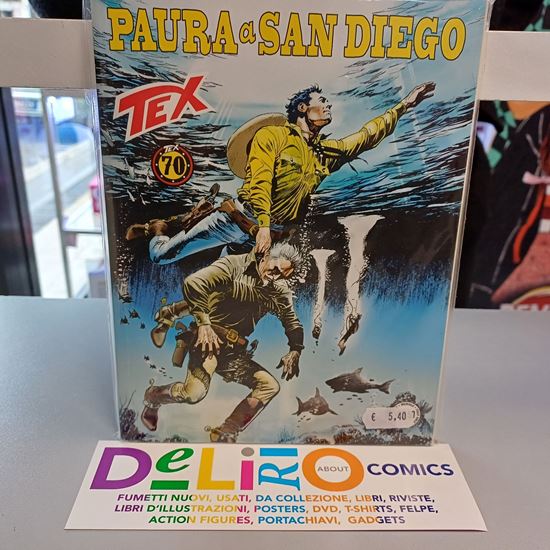 PAURA a SAN DIEGO
TEX
TEX
70
€ 5,40
DeLiRiO ABOUT COMICS
FUMETTI NUOVI, USATI, DA COLLEZIONE, LIBRI, RIVISTE,
LIBRI D'ILLUSTRAZIONI, POSTERS, DVD, T-SHIRTS, FELPE,
ACTION FIGURES, PORTACHIAVI, GADGETS